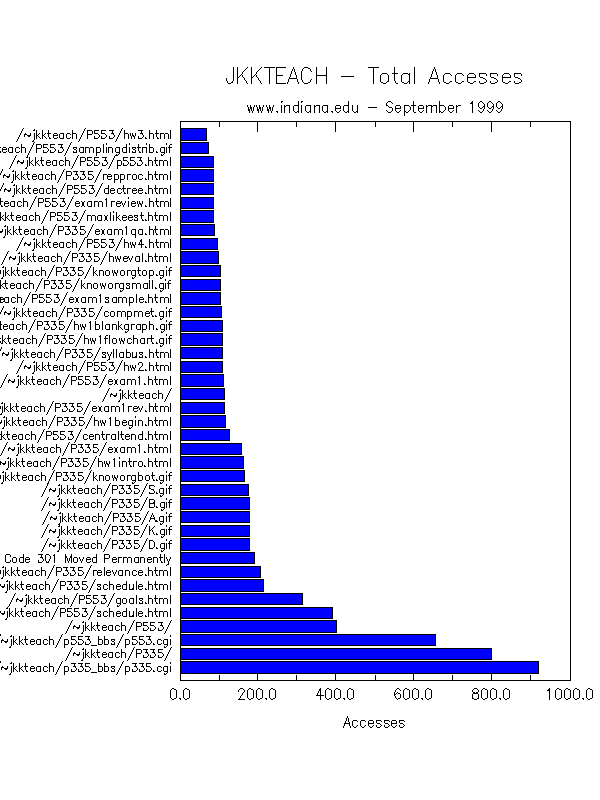 JKKTEACH – Total Accesses
www.indiana.edu – September 1999
/~jkkteach/P553/hw3.html
each/P553/samplingdistrib.gif
/~jkkteach/P553/p553.html
/~jkkteach/P335/repproc.html
/~jkkteach/P553/dectree.html
teach/P553/exam1review.html
jkkteach/P553/maxlikeest.html
~jkkteach/P335/exam1qa.html
/~jkkteach/P553/hw4.html
/~jkkteach/P335/hweval.html
~jkkteach/P335/knoworgtop.gif
jkkteach/P335/knoworgsmall.gif
each/P553/exam1sample.html
/~jkkteach/P335/compmet.gif
teach/P335/hw1blankgraph.gif
kkteach/P335/hw1flowchart.gif
/~jkkteach/P335/syllabus.html
/~jkkteach/P553/hw2.html
/~jkkteach/P553/exam1.html
/~jkkteach/
jkkteach/P335/exam1rev.html
~jkkteach/P335/hw1begin.html
kteach/P553/centraltend.html
/~jkkteach/P335/exam1.html
~jkkteach/P335/hw1intro.html
~jkkteach/P335/knoworgbot.gif
/~jkkteach/P335/S.gif
/~jkkteach/P335/B.gif
/~jkkteach/P335/A.gif
/~jkkteach/P335/K.gif
/~jkkteach/P335/D.gif
Code 301 Moved Permanently
jkkteach/P335/relevance.html
~jkkteach/P335/schedule.html
/~jkkteach/P553/goals.html
~jkkteach/P553/schedule.html
/~jkkteach/P553/
/~jkkteach/p553_bbs/p553.cgi
/~jkkteach/P335/
/~jkkteach/p335_bbs/p335.cgi
0.0 200.0 400.0 600.0 800.0 1000.0
Accesses